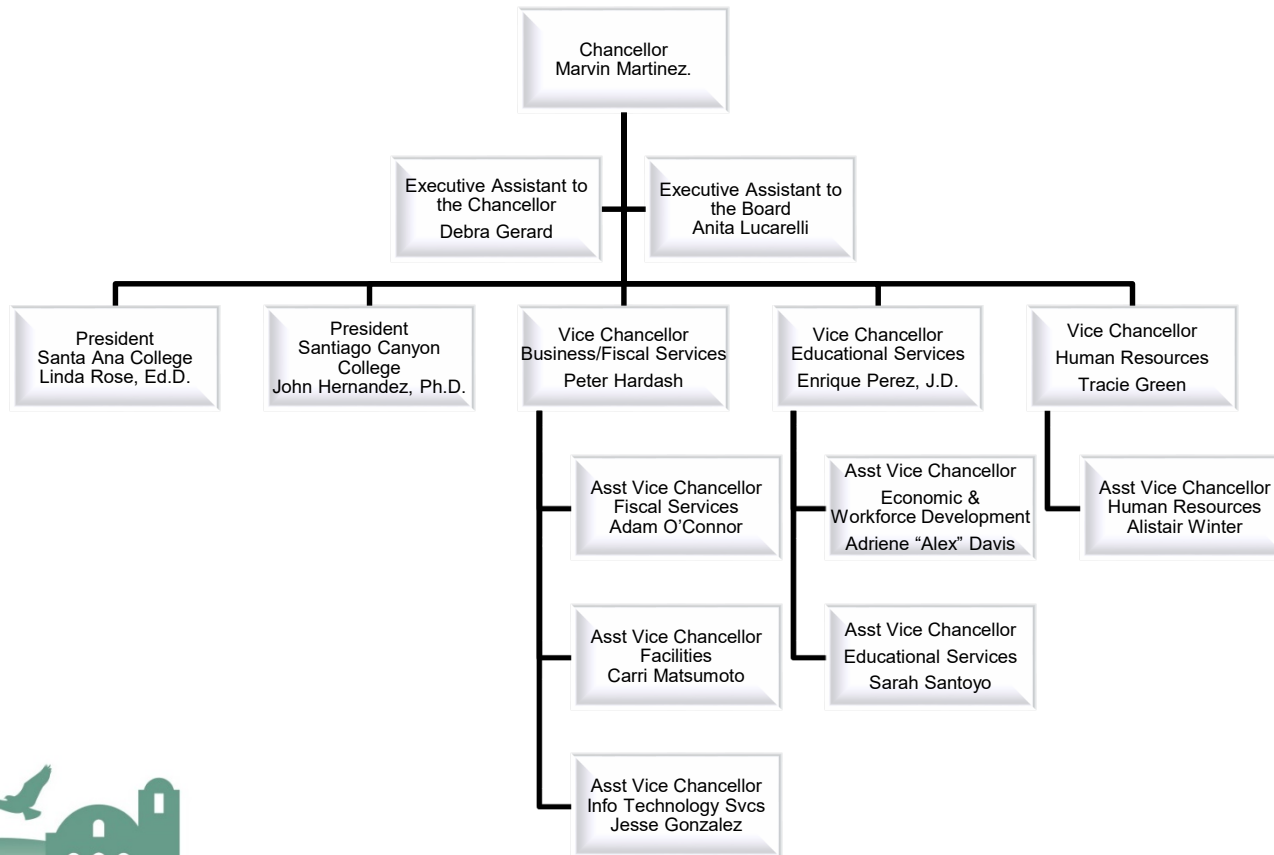 Chancellor
Marvin Martinez.
Executive Assistant to
the Chancellor
Debra Gerard
Executive Assistant to
the Board
Anita Lucarelli
President
Santa Ana College
Linda Rose, Ed.D.
President
Santiago Canyon
College
John Hernandez, Ph.D.
Vice Chancellor
Business/Fiscal Services
Peter Hardash
Vice Chancellor
Educational Services
Enrique Perez, J.D.
Vice Chancellor
Human Resources
Tracie Green
Asst Vice Chancellor
Fiscal Services
Adam O’Connor
Asst Vice Chancellor
Economic &
Workforce Development
Adriene “Alex” Davis
Asst Vice Chancellor
Human Resources
Alistair Winter
Asst Vice Chancellor
Facilities
Carri Matsumoto
Asst Vice Chancellor
Educational Services
Sarah Santoyo
Asst Vice Chancellor
Info Technology Svcs
Jesse Gonzalez